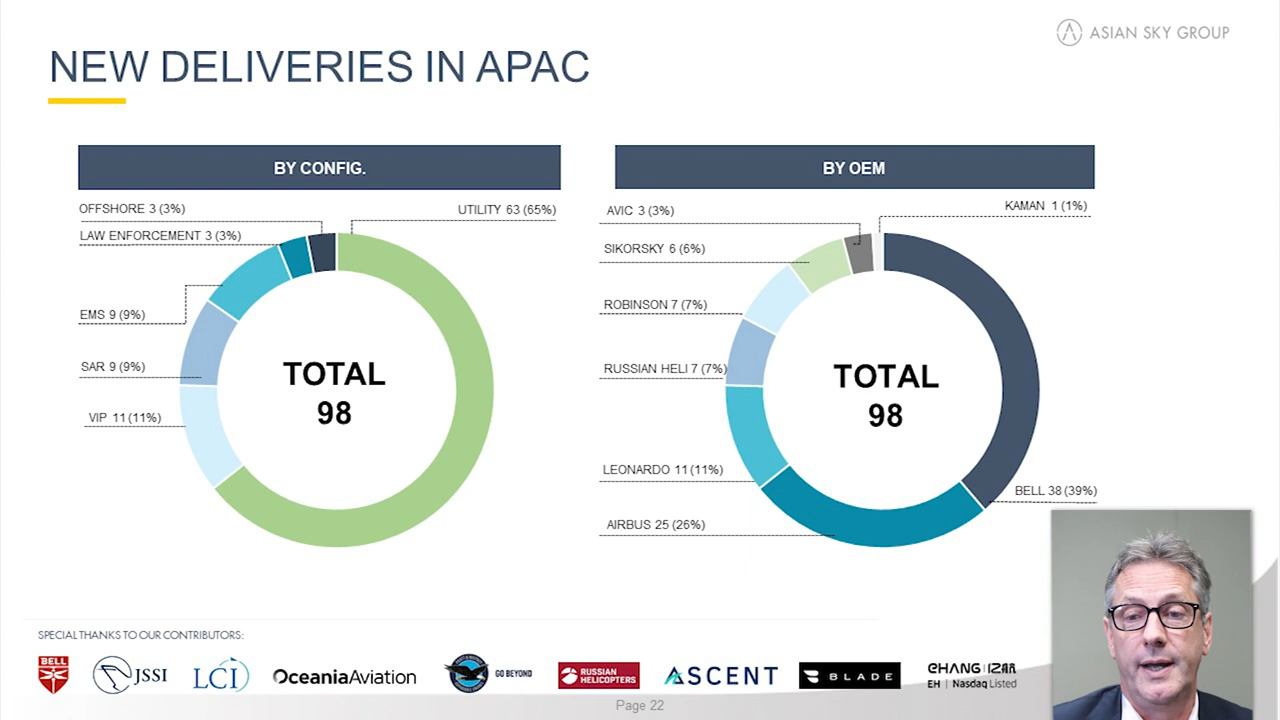 ASIAN SKY GROUP
NEW DELIVERIES IN APAC
BY CONFIG.
OFFSHORE 3 (3%)
UTILITY 63 (65%)
LAW ENFORCEMENT 3 (3%)
EMS 9 (9%)
SAR 9 (9%)
VIP 11 (11%)
TOTAL
98
BY OEM
AVIC 3 (3%)
KAMAN 1 (1%)
SIKORSKY 6 (6%)
ROBINSON 7 (7%)
RUSSIAN HELI 7 (7%)
TOTAL
98
LEONARDO 11 (11%)
BELL 38 (39%)
AIRBUS 25 (26%)
SPECIAL THANKS TO OUR CONTRIBUTORS:
BELL
JSSI
LCI
OceaniaAviation
GO BEYOND
RUSSIAN
HELICOPTERS
ASCENT
BLADE
EHANG 亿航
EH | Nasdaq Listed
Page 22